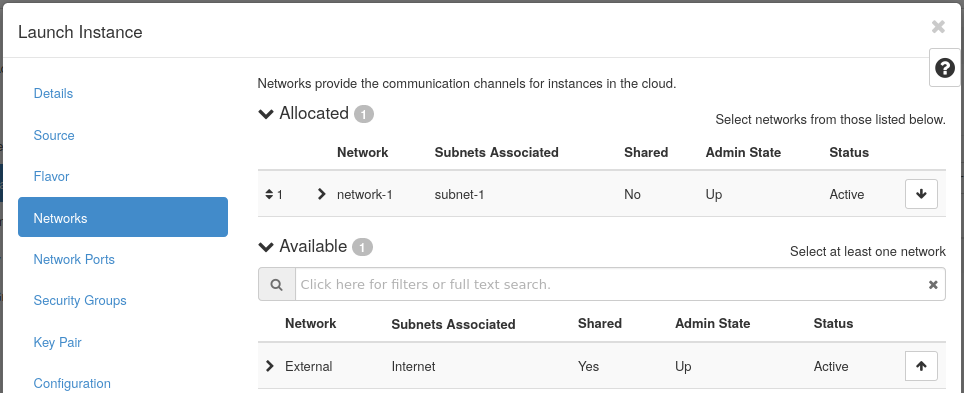 Launch Instance
Details
Source
Flavor
Networks
Network Ports
Security Groups
Key Pair
Configuration
Networks provide the communication channels for instances in the cloud.
Allocated 1
Select networks from those listed below.
Network Subnets Associated Shared Admin State Status
1 network-1 subnet-1 No Up Active
Available 1
Select at least one network
Click here for filters or full text search.
Network Subnets Associated Shared Admin State Status
External Internet Yes Up Active